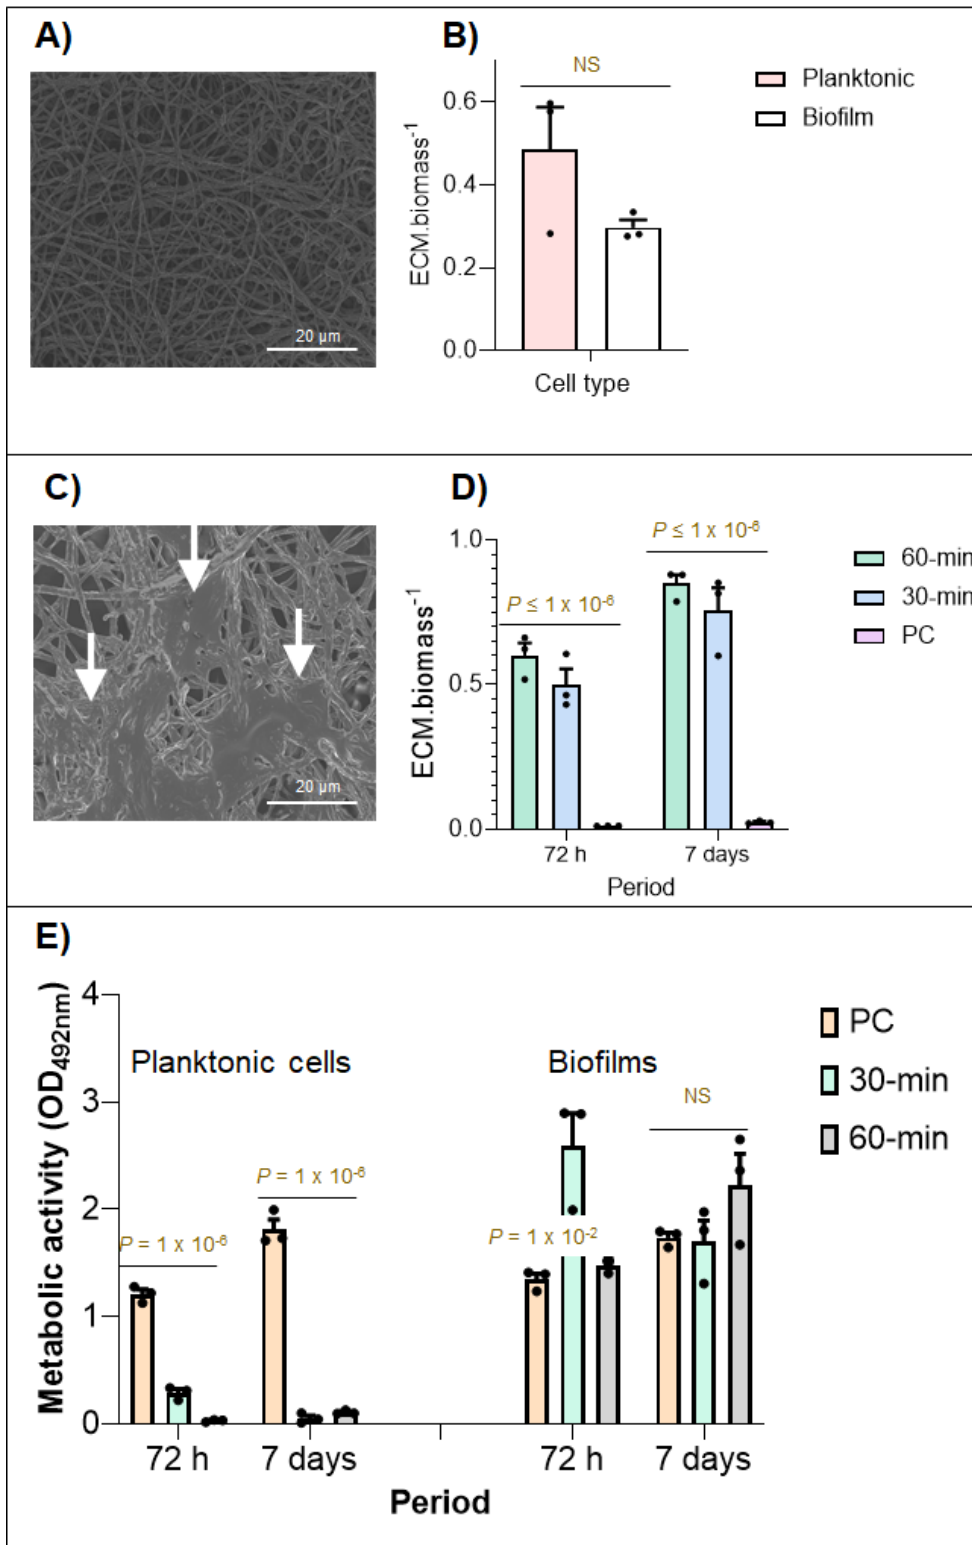 A)
20 µm
B)
NS
0.6
0.4
0.2
0.0
ECM.biomass-1
Cell type
Planktonic
Biofilm
C)
20 µm
D)
P ≤ 1 x 10-6
P ≤ 1 x 10-6
1.0
0.5
0.0
ECM.biomass-1
72 h
7 days
Period
60-min
30-min
PC
E)
4
3
2
1
0
Metabolic activity (OD492nm)
Planktonic cells
Biofilms
P = 1 x 10-6
P = 1 x 10-6
P = 1 x 10-2
NS
72 h
7 days
72 h
7 days
Period
PC
30-min
60-min